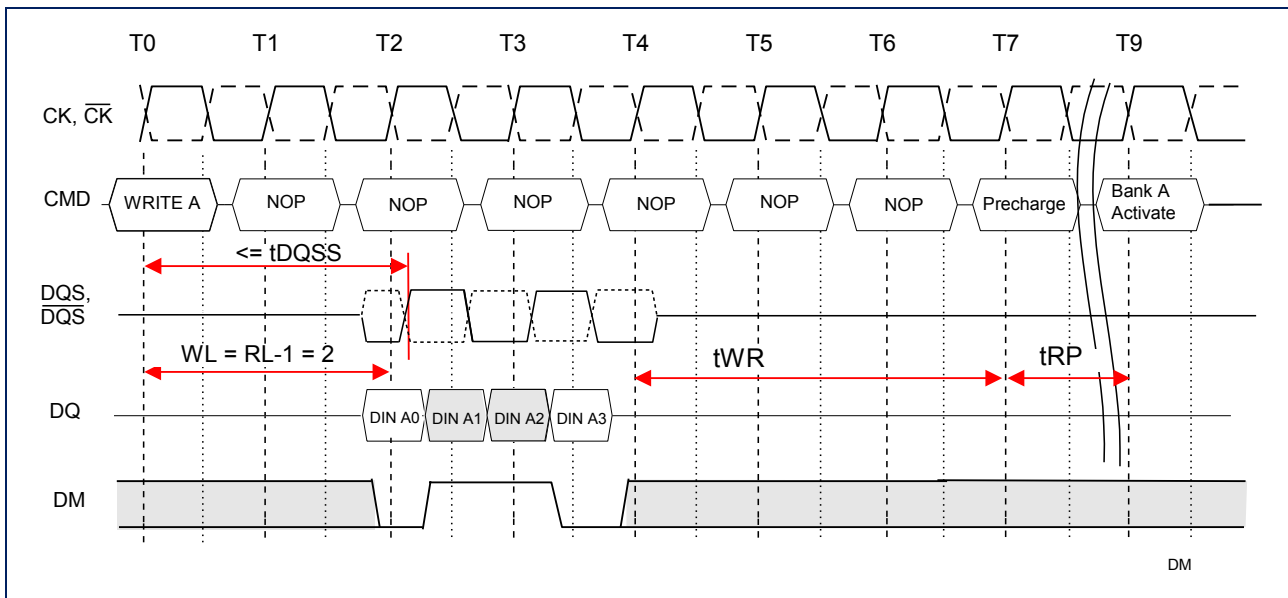 T0 T1 T2 T3 T4 T5 T6 T7 T9
CK, C̅K̅
CMD WRITE A NOP NOP NOP NOP NOP NOP Precharge Bank A
Activate
<= tDQSS
DQS,
D̅Q̅S̅
WL = RL-1 = 2 tWR tRP
DQ DIN A0 DIN A1 DIN A2 DIN A3
DM
DM